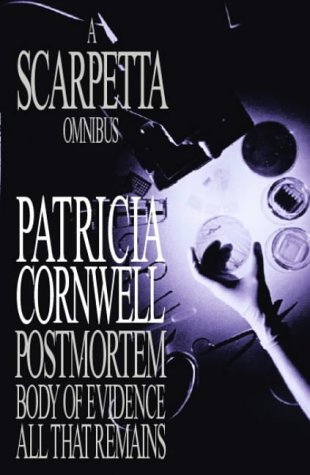 A
SCARPETTA
OMNIBUS
PATRICIA
CORNWELL
POSTMORTEM
BODY OF EVIDENCE
ALL THAT REMAINS